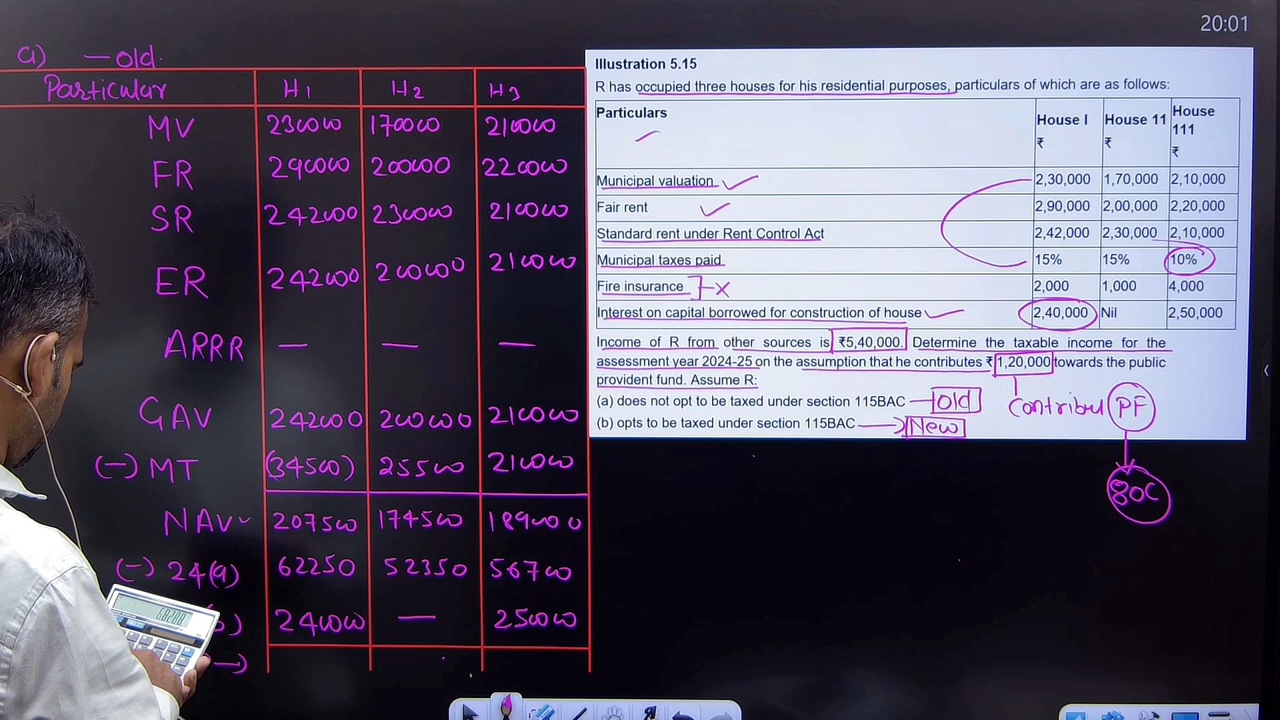 20:01
a) — old.
Particular H1 H2 H3
MV 230000 170000 210000
FR 290000 200000 220000
SR 242000 230000 210000
ER 242000 200000 210000
ARRR — — —
GAV 242000 200000 210000
(-) MT (34500) 25500 210000
NAV 207500 174500 189000
(-) 24(a) 62250 52350 56700
240000 — 250000
Illustration 5.15
R has occupied three houses for his residential purposes, particulars of which are as follows:
Particulars House I ₹ House 11 ₹ House 111 ₹
Municipal valuation 2,30,000 1,70,000 2,10,000
Fair rent 2,90,000 2,00,000 2,20,000
Standard rent under Rent Control Act 2,42,000 2,30,000 2,10,000
Municipal taxes paid 15% 15% 10%
Fire insurance 2,000 1,000 4,000
Interest on capital borrowed for construction of house 2,40,000 Nil 2,50,000
Income of R from other sources is ₹5,40,000. Determine the taxable income for the
assessment year 2024-25 on the assumption that he contributes ₹ 1,20,000 towards the public
provident fund. Assume R:
(a) does not opt to be taxed under section 115BAC — old
(b) opts to be taxed under section 115BAC → New
Contribu PF
80C